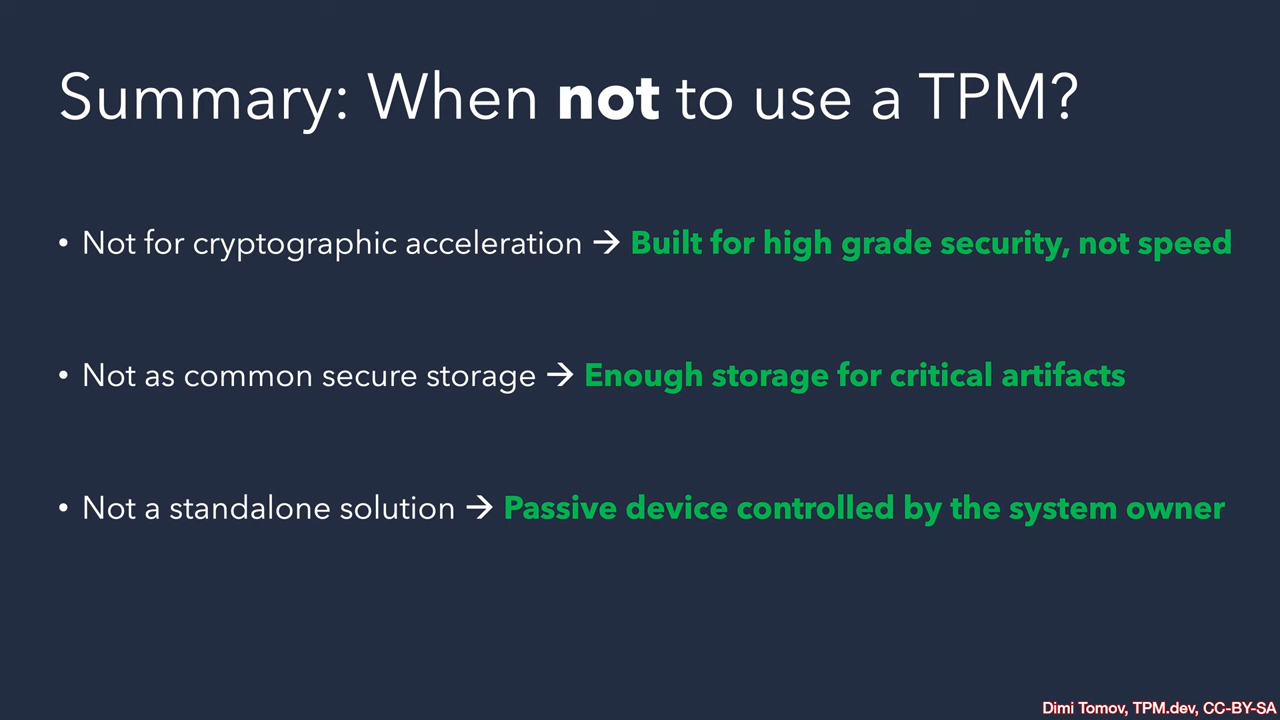 Summary: When not to use a TPM?
• Not for cryptographic acceleration → Built for high grade security, not speed
• Not as common secure storage → Enough storage for critical artifacts
• Not a standalone solution → Passive device controlled by the system owner
Dimi Tomov, TPM.dev, CC-BY-SA